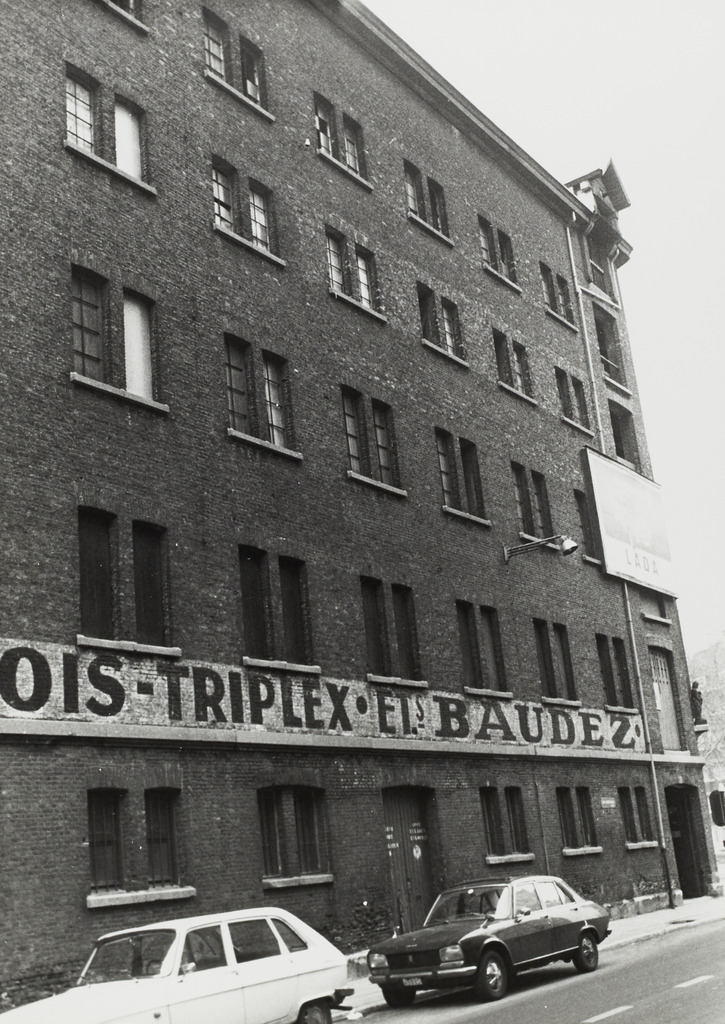 OIS-TRIPLEX • ETS BAUDEZ •
LADA